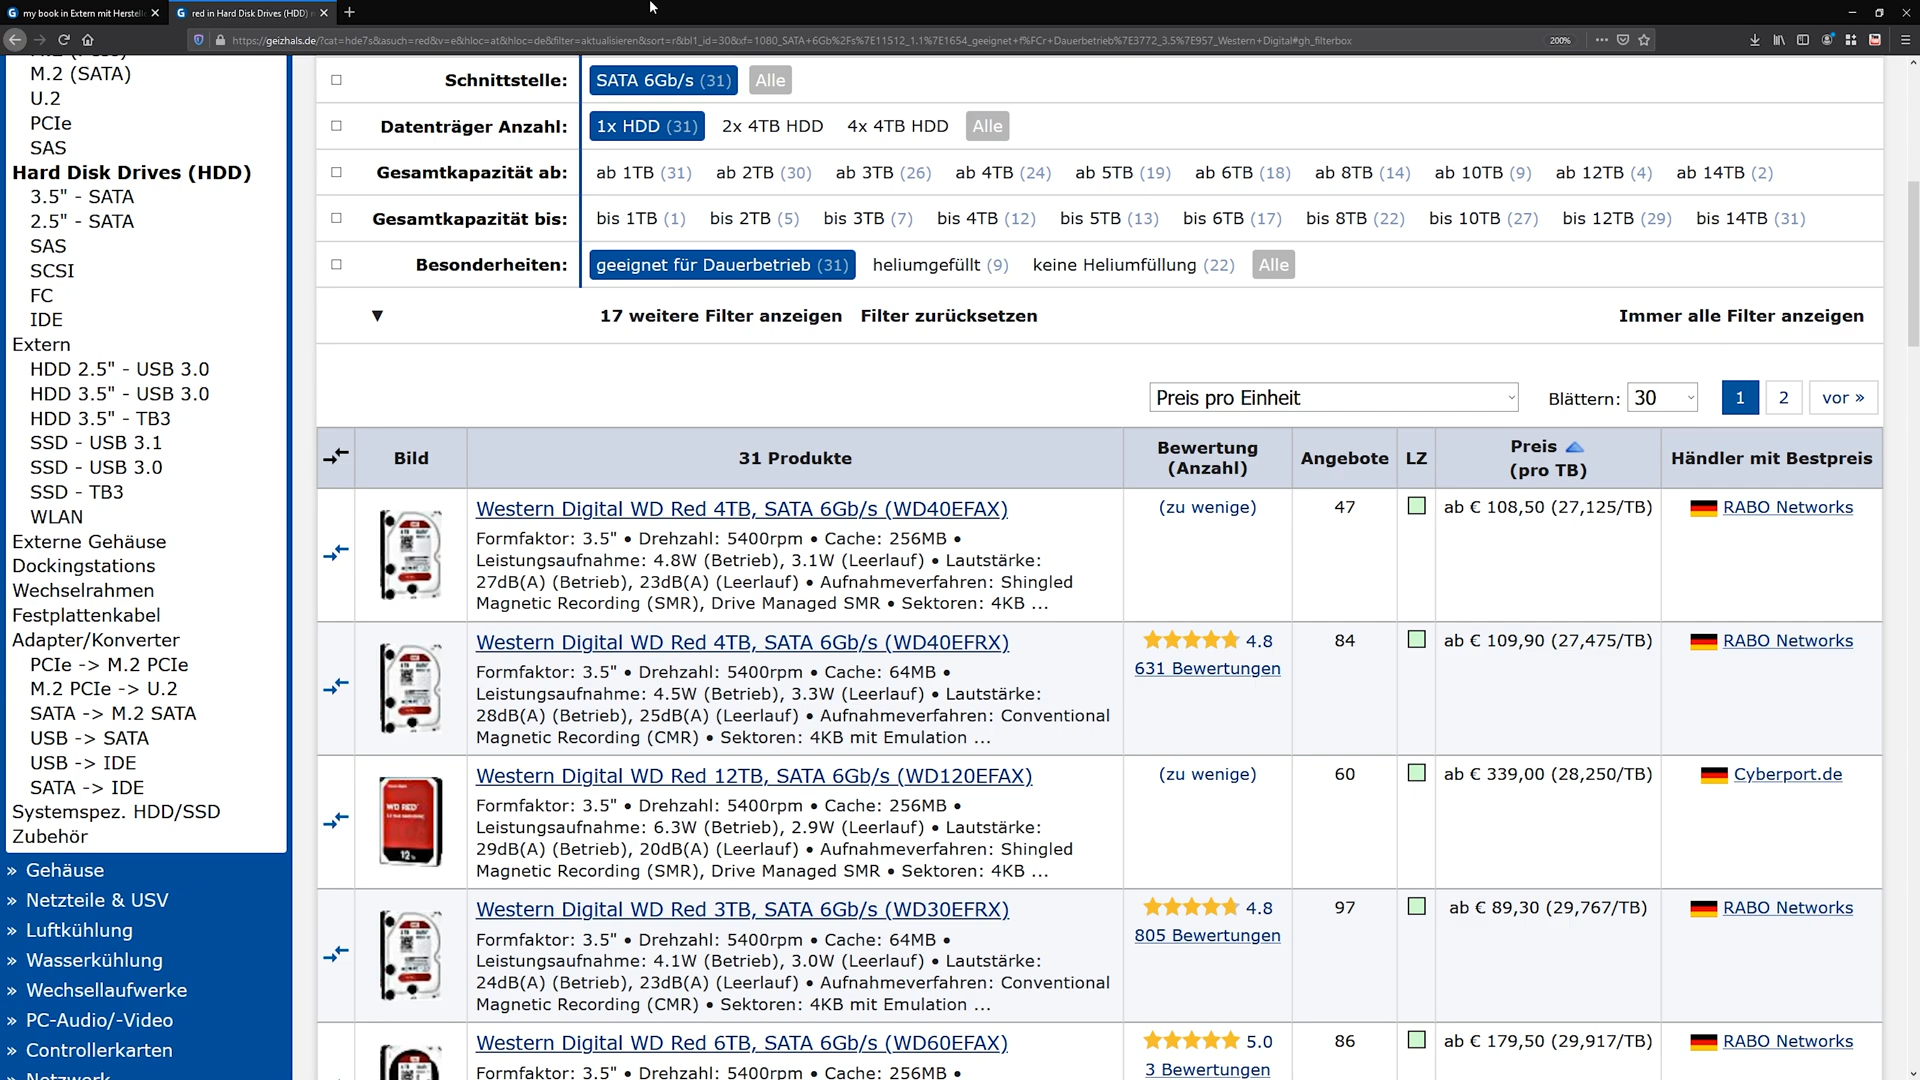 my book in Extern mit Herstelle
red in Hard Disk Drives (HDD)
https://geizhals.de/?cat=hde7s&asuch=red&v=e&hloc=at&hloc=de&filter=aktualisieren&sort=r&bl1_id=30&xf=1080_SATA+6Gb%2Fs%7E11512_1.1%7E1654_geeignet+f%FCr+Dauerbetrieb%7E3772_3.5%7E957_Western+Digital#gh_filterbox
200%
M.2 (SATA)
U.2
PCIe
SAS
Hard Disk Drives (HDD)
3.5" - SATA
2.5" - SATA
SAS
SCSI
FC
IDE
Extern
HDD 2.5" - USB 3.0
HDD 3.5" - USB 3.0
HDD 3.5" - TB3
SSD - USB 3.1
SSD - USB 3.0
SSD - TB3
WLAN
Externe Gehäuse
Dockingstations
Wechselrahmen
Festplattenkabel
Adapter/Konverter
PCIe -> M.2 PCIe
M.2 PCIe -> U.2
SATA -> M.2 SATA
USB -> SATA
USB -> IDE
SATA -> IDE
Systemspez. HDD/SSD
Zubehör
» Gehäuse
» Netzteile & USV
» Luftkühlung
» Wasserkühlung
» Wechsellaufwerke
» PC-Audio/-Video
» Controllerkarten
» Netzwerk
Schnittstelle: SATA 6Gb/s (31) Alle
Datenträger Anzahl: 1x HDD (31) 2x 4TB HDD 4x 4TB HDD Alle
Gesamtkapazität ab: ab 1TB (31) ab 2TB (30) ab 3TB (26) ab 4TB (24) ab 5TB (19) ab 6TB (18) ab 8TB (14) ab 10TB (9) ab 12TB (4) ab 14TB (2)
Gesamtkapazität bis: bis 1TB (1) bis 2TB (5) bis 3TB (7) bis 4TB (12) bis 5TB (13) bis 6TB (17) bis 8TB (22) bis 10TB (27) bis 12TB (29) bis 14TB (31)
Besonderheiten: geeignet für Dauerbetrieb (31) heliumgefüllt (9) keine Heliumfüllung (22) Alle
▼ 17 weitere Filter anzeigen Filter zurücksetzen Immer alle Filter anzeigen
Preis pro Einheit Blättern: 30 1 2 vor »
Bild 31 Produkte Bewertung (Anzahl) Angebote LZ Preis (pro TB) Händler mit Bestpreis
Western Digital WD Red 4TB, SATA 6Gb/s (WD40EFAX) (zu wenige) 47 ab € 108,50 (27,125/TB) RABO Networks
Formfaktor: 3.5" • Drehzahl: 5400rpm • Cache: 256MB •
Leistungsaufnahme: 4.8W (Betrieb), 3.1W (Leerlauf) • Lautstärke:
27dB(A) (Betrieb), 23dB(A) (Leerlauf) • Aufnahmeverfahren: Shingled
Magnetic Recording (SMR), Drive Managed SMR • Sektoren: 4KB ...
Western Digital WD Red 4TB, SATA 6Gb/s (WD40EFRX) 4.8 84 ab € 109,90 (27,475/TB) RABO Networks
631 Bewertungen
Formfaktor: 3.5" • Drehzahl: 5400rpm • Cache: 64MB •
Leistungsaufnahme: 4.5W (Betrieb), 3.3W (Leerlauf) • Lautstärke:
28dB(A) (Betrieb), 25dB(A) (Leerlauf) • Aufnahmeverfahren: Conventional
Magnetic Recording (CMR) • Sektoren: 4KB mit Emulation ...
Western Digital WD Red 12TB, SATA 6Gb/s (WD120EFAX) (zu wenige) 60 ab € 339,00 (28,250/TB) Cyberport.de
WD RED
Formfaktor: 3.5" • Drehzahl: 5400rpm • Cache: 256MB •
Leistungsaufnahme: 6.3W (Betrieb), 2.9W (Leerlauf) • Lautstärke:
29dB(A) (Betrieb), 20dB(A) (Leerlauf) • Aufnahmeverfahren: Shingled
Magnetic Recording (SMR), Drive Managed SMR • Sektoren: 4KB ...
Western Digital WD Red 3TB, SATA 6Gb/s (WD30EFRX) 4.8 97 ab € 89,30 (29,767/TB) RABO Networks
805 Bewertungen
Formfaktor: 3.5" • Drehzahl: 5400rpm • Cache: 64MB •
Leistungsaufnahme: 4.1W (Betrieb), 3.0W (Leerlauf) • Lautstärke:
24dB(A) (Betrieb), 23dB(A) (Leerlauf) • Aufnahmeverfahren: Conventional
Magnetic Recording (CMR) • Sektoren: 4KB mit Emulation ...
Western Digital WD Red 6TB, SATA 6Gb/s (WD60EFAX) 5.0 86 ab € 179,50 (29,917/TB) RABO Networks
3 Bewertungen
Formfaktor: 3.5" • Drehzahl: 5400rpm • Cache: 256MB •